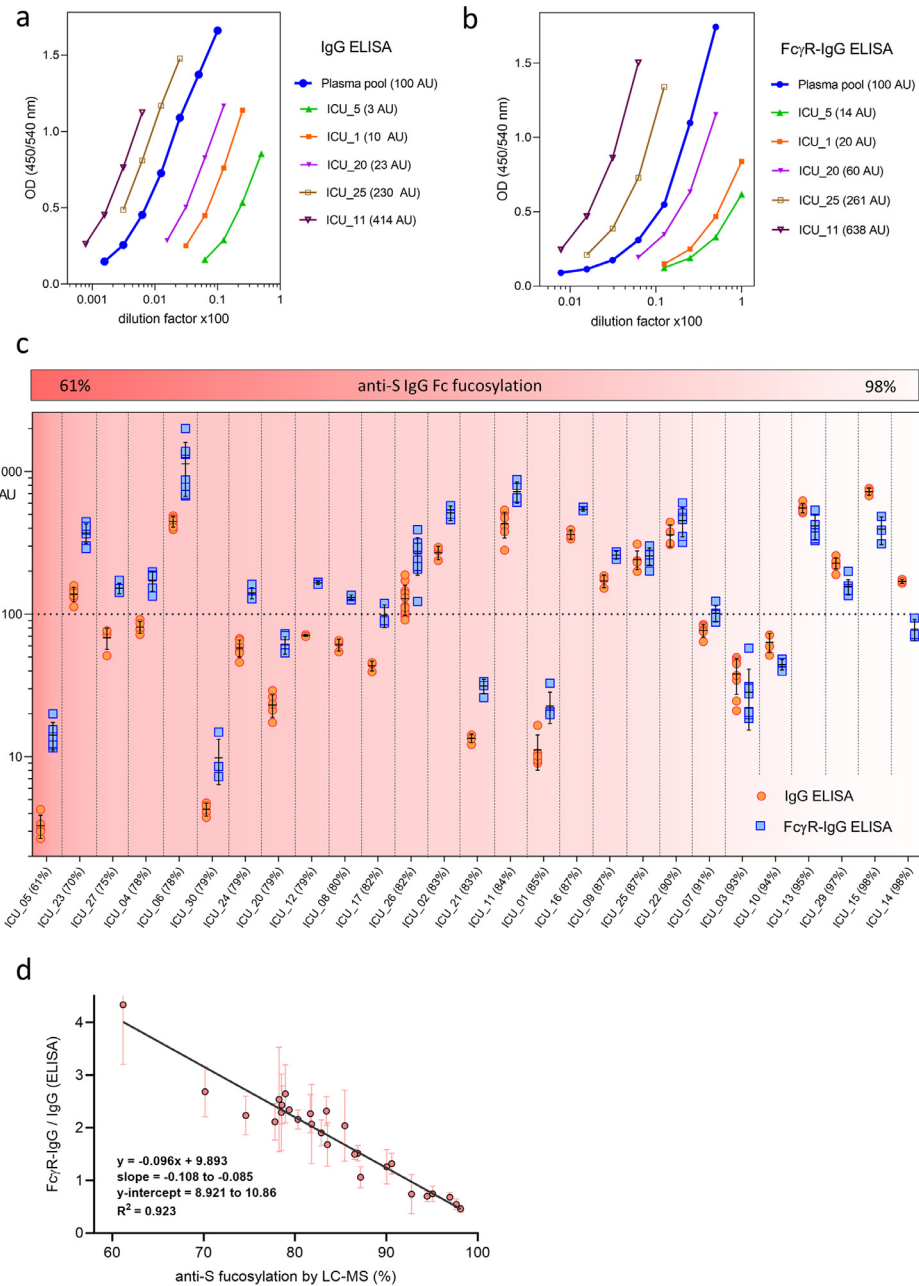 a
IgG ELISA
OD (450/540 nm)
1.5
1.0
0.5
0.0
0.001
0.01
0.1
1
dilution factor x100
Plasma pool (100 AU)
ICU_5 (3 AU)
ICU_1 (10 AU)
ICU_20 (23 AU)
ICU_25 (230 AU)
ICU_11 (414 AU)
b
FcγR-IgG ELISA
OD (450/540 nm)
1.5
1.0
0.5
0.0
0.01
0.1
1
dilution factor x100
Plasma pool (100 AU)
ICU_5 (14 AU)
ICU_1 (20 AU)
ICU_20 (60 AU)
ICU_25 (261 AU)
ICU_11 (638 AU)
c
61%
anti-S IgG Fc fucosylation
98%
000
AU
100
10
IgG ELISA
FcγR-IgG ELISA
ICU_05 (61%)
ICU_23 (70%)
ICU_27 (75%)
ICU_04 (78%)
ICU_06 (78%)
ICU_30 (79%)
ICU_24 (79%)
ICU_20 (79%)
ICU_12 (79%)
ICU_08 (80%)
ICU_17 (82%)
ICU_26 (82%)
ICU_02 (83%)
ICU_21 (83%)
ICU_11 (84%)
ICU_01 (85%)
ICU_16 (87%)
ICU_09 (87%)
ICU_25 (87%)
ICU_22 (90%)
ICU_07 (91%)
ICU_03 (93%)
ICU_10 (94%)
ICU_13 (95%)
ICU_29 (97%)
ICU_15 (98%)
ICU_14 (98%)
d
FcγR-IgG / IgG (ELISA)
4
3
2
1
0
y = -0.096x + 9.893
slope = -0.108 to -0.085
y-intercept = 8.921 to 10.86
R² = 0.923
60
70
80
90
100
anti-S fucosylation by LC-MS (%)